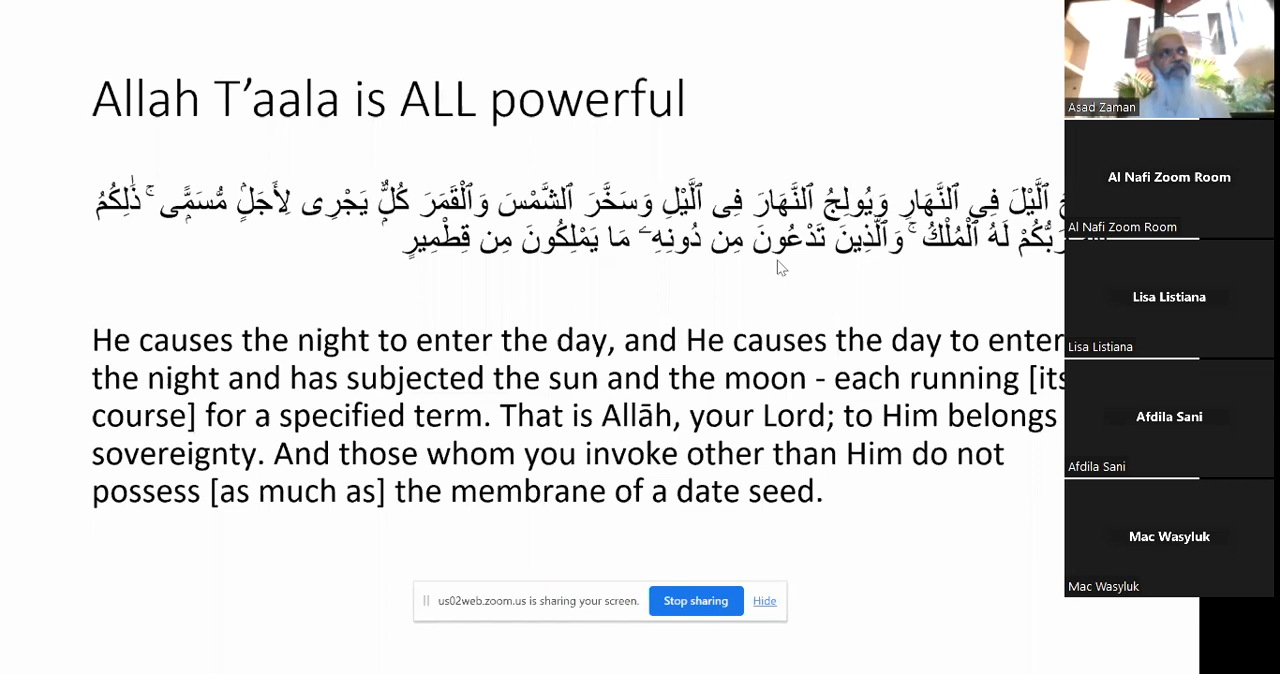 Allah T’aala is ALL powerful
ٱلَّيْلَ فِى ٱلنَّهَارِ وَيُولِجُ ٱلنَّهَارَ فِى ٱلَّيْلِ وَسَخَّرَ ٱلشَّمْسَ وَٱلْقَمَرَ كُلٌّ يَجْرِى لِأَجَلٍ مُّسَمًّى ۚ ذَٰلِكُمُ
رَبُّكُمْ لَهُ ٱلْمُلْكُ ۚ وَٱلَّذِينَ تَدْعُونَ مِن دُونِهِۦ مَا يَمْلِكُونَ مِن قِطْمِيرٍ
He causes the night to enter the day, and He causes the day to enter
the night and has subjected the sun and the moon - each running [its
course] for a specified term. That is Allāh, your Lord; to Him belongs
sovereignty. And those whom you invoke other than Him do not
possess [as much as] the membrane of a date seed.
us02web.zoom.us is sharing your screen.
Stop sharing
Hide
Asad Zaman
Al Nafi Zoom Room
Al Nafi Zoom Room
Lisa Listiana
Lisa Listiana
Afdila Sani
Afdila Sani
Mac Wasyluk
Mac Wasyluk